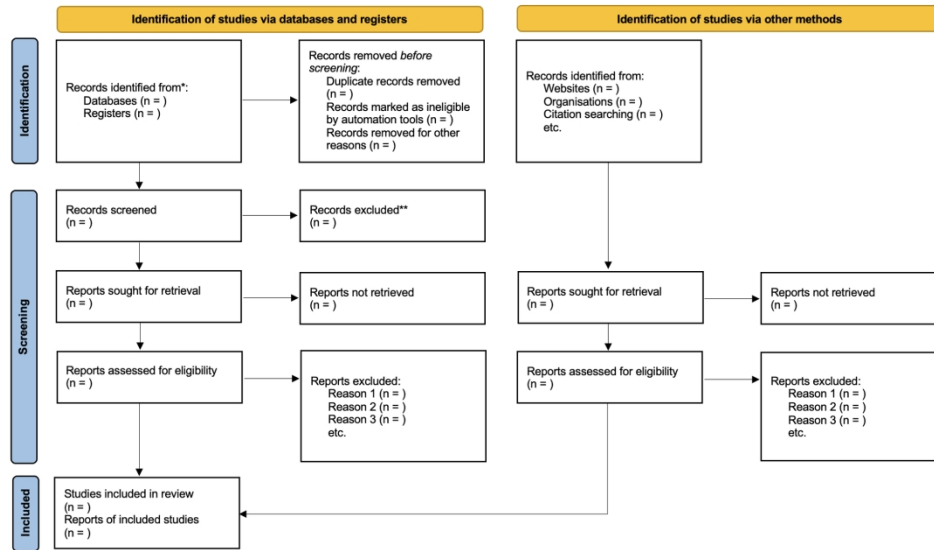 Identification of studies via databases and registers
Identification of studies via other methods
Identification
Records identified from*:
Databases (n = )
Registers (n = )
Records removed before
screening:
Duplicate records removed
(n = )
Records marked as ineligible
by automation tools (n = )
Records removed for other
reasons (n = )
Records identified from:
Websites (n = )
Organisations (n = )
Citation searching (n = )
etc.
Screening
Records screened
(n = )
Records excluded**
(n = )
Reports sought for retrieval
(n = )
Reports not retrieved
(n = )
Reports sought for retrieval
(n = )
Reports not retrieved
(n = )
Reports assessed for eligibility
(n = )
Reports excluded:
Reason 1 (n = )
Reason 2 (n = )
Reason 3 (n = )
etc.
Reports assessed for eligibility
(n = )
Reports excluded:
Reason 1 (n = )
Reason 2 (n = )
Reason 3 (n = )
etc.
Included
Studies included in review
(n = )
Reports of included studies
(n = )